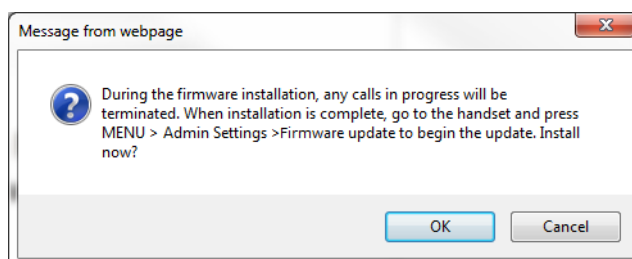 Message from webpage
During the firmware installation, any calls in progress will be
terminated. When installation is complete, go to the handset and press
MENU > Admin Settings >Firmware update to begin the update. Install
now?
OK Cancel